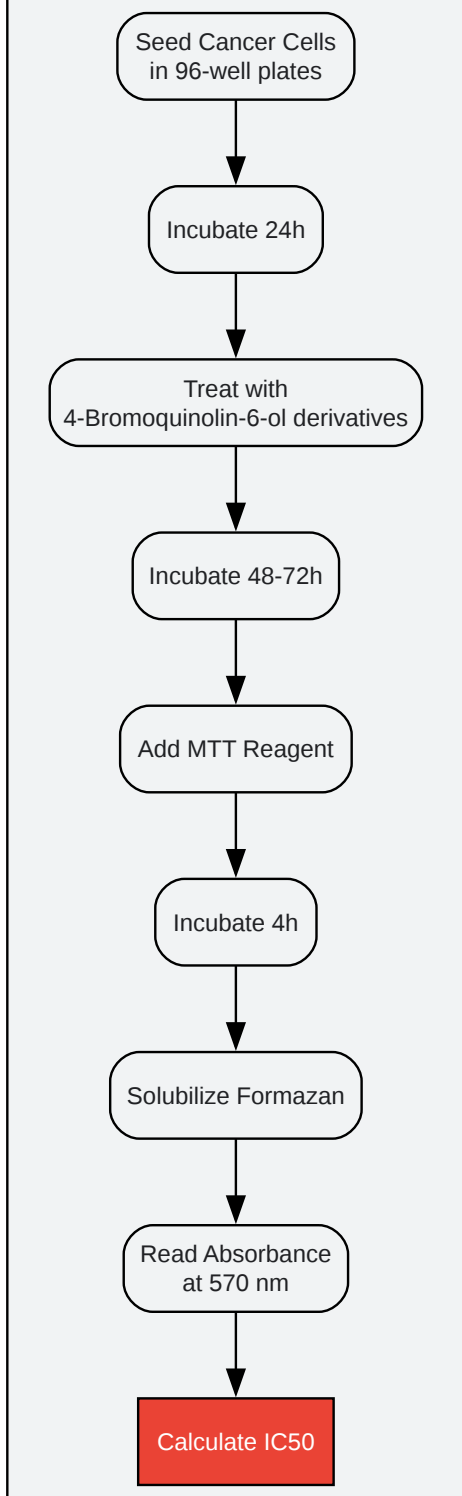 Seed Cancer Cells
in 96-well plates
Incubate 24h
Treat with
4-Bromoquinolin-6-ol derivatives
Incubate 48-72h
Add MTT Reagent
Incubate 4h
Solubilize Formazan
Read Absorbance
at 570 nm
Calculate IC50